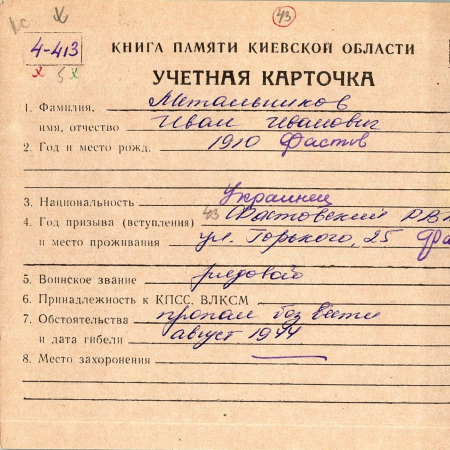 43
4-413
КНИГА ПАМЯТИ КИЕВСКОЙ ОБЛАСТИ
УЧЕТНАЯ КАРТОЧКА
1. Фамилия, Метальников
имя, отчество Иван Иванович
2. Год и место рожд. 1910 Фастов
3. Национальность Украинец
4. Год призыва (вступления) 43 Фастовский РВ
и место проживания ул. Горького, 25 Фа
5. Воинское звание рядовой
6. Принадлежность к КПСС, ВЛКСМ
7. Обстоятельства пропал без вести
и дата гибели август 1944
8. Место захоронения